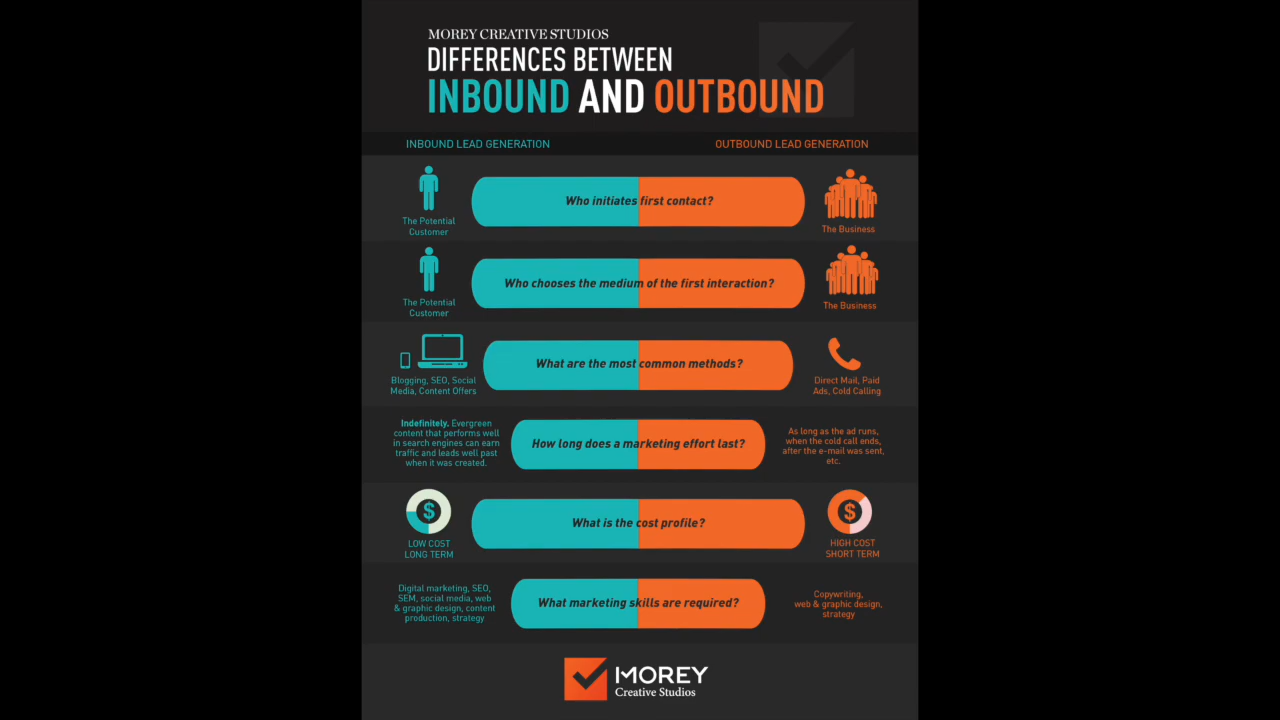 MOREY CREATIVE STUDIOS
DIFFERENCES BETWEEN
INBOUND AND OUTBOUND
INBOUND LEAD GENERATION
OUTBOUND LEAD GENERATION
The Potential
Customer
Who initiates first contact?
The Business
The Potential
Customer
Who chooses the medium of the first interaction?
The Business
Blogging, SEO, Social
Media, Content Offers
What are the most common methods?
Direct Mail, Paid
Ads, Cold Calling
Indefinitely. Evergreen
content that performs well
in search engines can earn
traffic and leads well past
when it was created.
How long does a marketing effort last?
As long as the ad runs,
when the cold call ends,
after the e-mail was sent,
etc.
$
LOW COST
LONG TERM
What is the cost profile?
$
HIGH COST
SHORT TERM
Digital marketing, SEO,
SEM, social media, web
& graphic design, content
production, strategy
What marketing skills are required?
Copywriting,
web & graphic design,
strategy
MOREY
Creative Studios